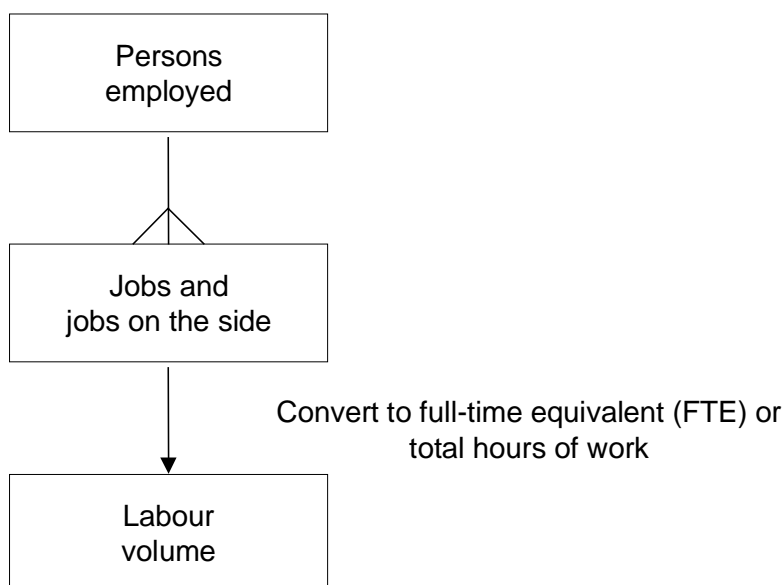 Persons
employed
Jobs and
jobs on the side
Convert to full-time equivalent (FTE) or
total hours of work
Labour
volume